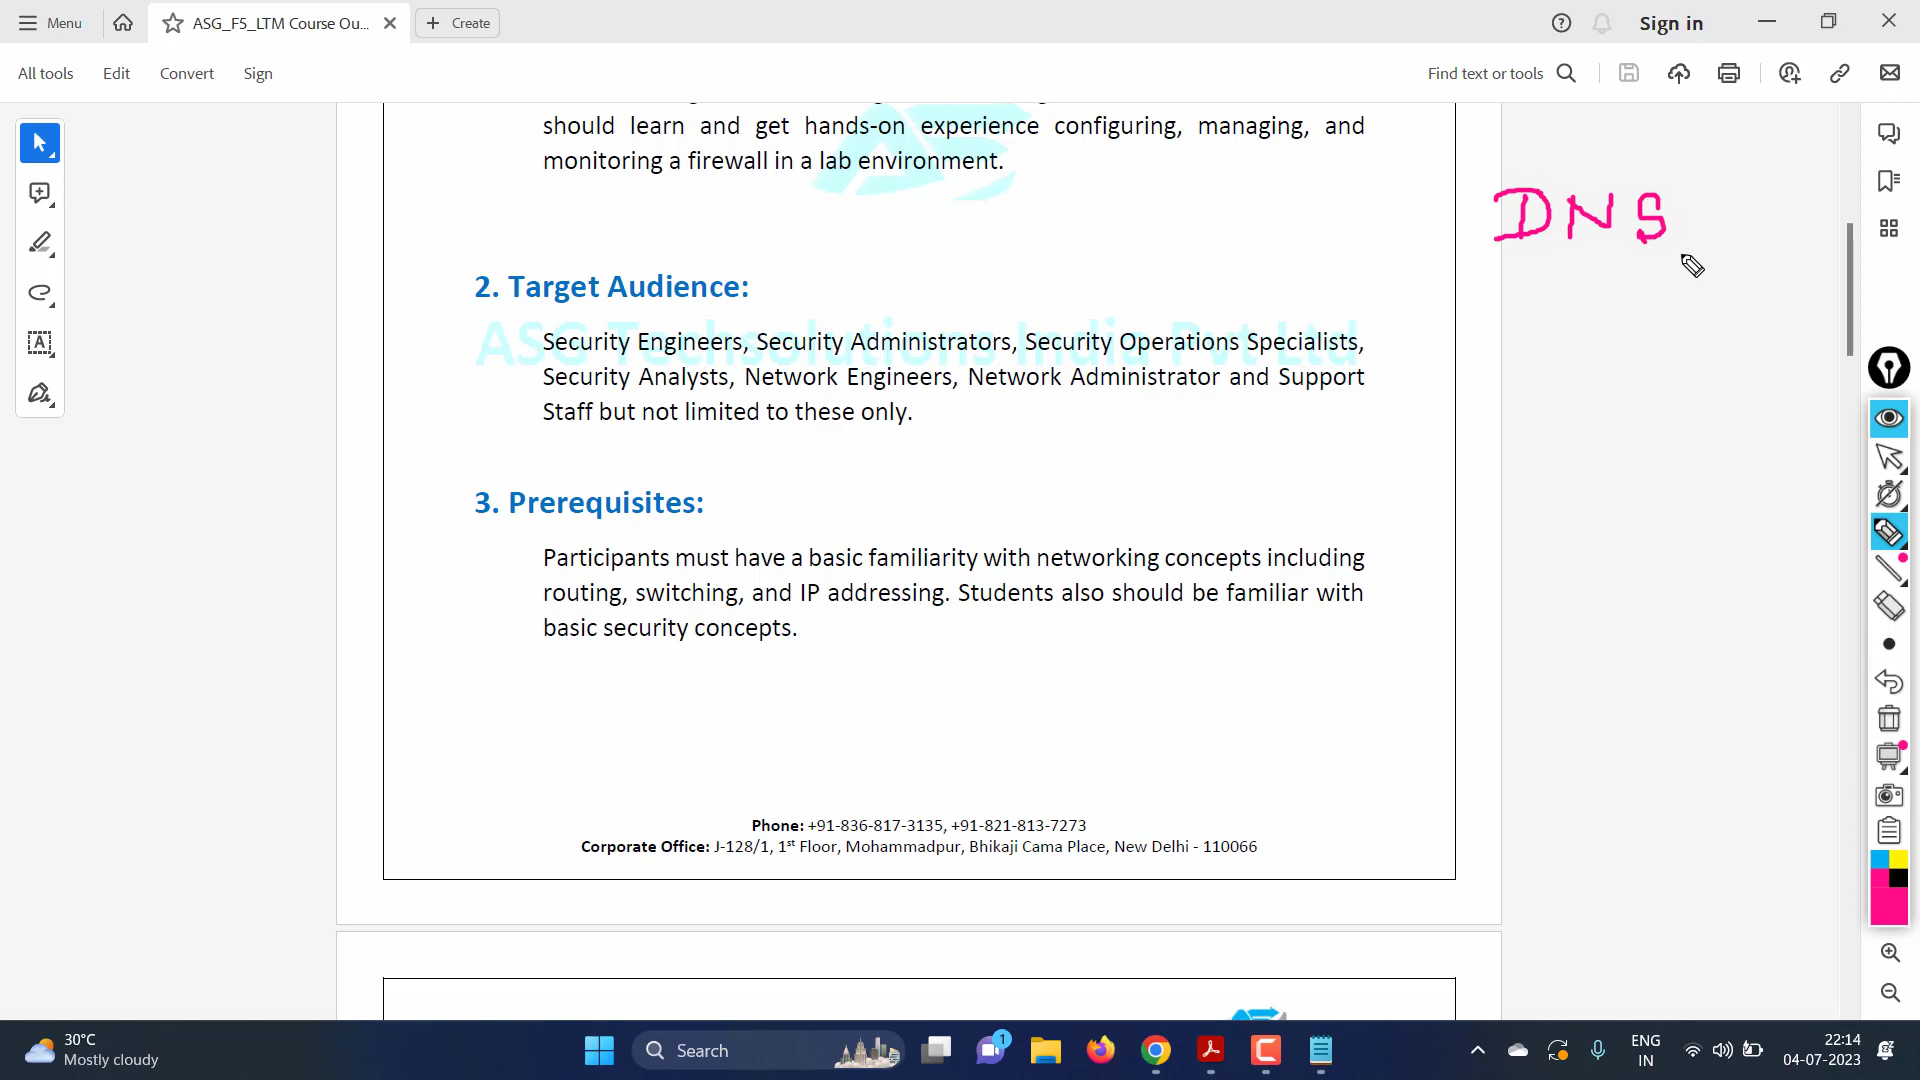 Menu
ASG_F5_LTM Course Ou...
Create
Sign in
All tools Edit Convert Sign
Find text or tools
should learn and get hands-on experience configuring, managing, and
monitoring a firewall in a lab environment.
DNS
2. Target Audience:
ASG Techsolutions India Pvt Ltd
Security Engineers, Security Administrators, Security Operations Specialists,
Security Analysts, Network Engineers, Network Administrator and Support
Staff but not limited to these only.
3. Prerequisites:
Participants must have a basic familiarity with networking concepts including
routing, switching, and IP addressing. Students also should be familiar with
basic security concepts.
Phone: +91-836-817-3135, +91-821-813-7273
Corporate Office: J-128/1, 1st Floor, Mohammadpur, Bhikaji Cama Place, New Delhi - 110066
30°C
Mostly cloudy
Search
1
ENG
IN
22:14
04-07-2023